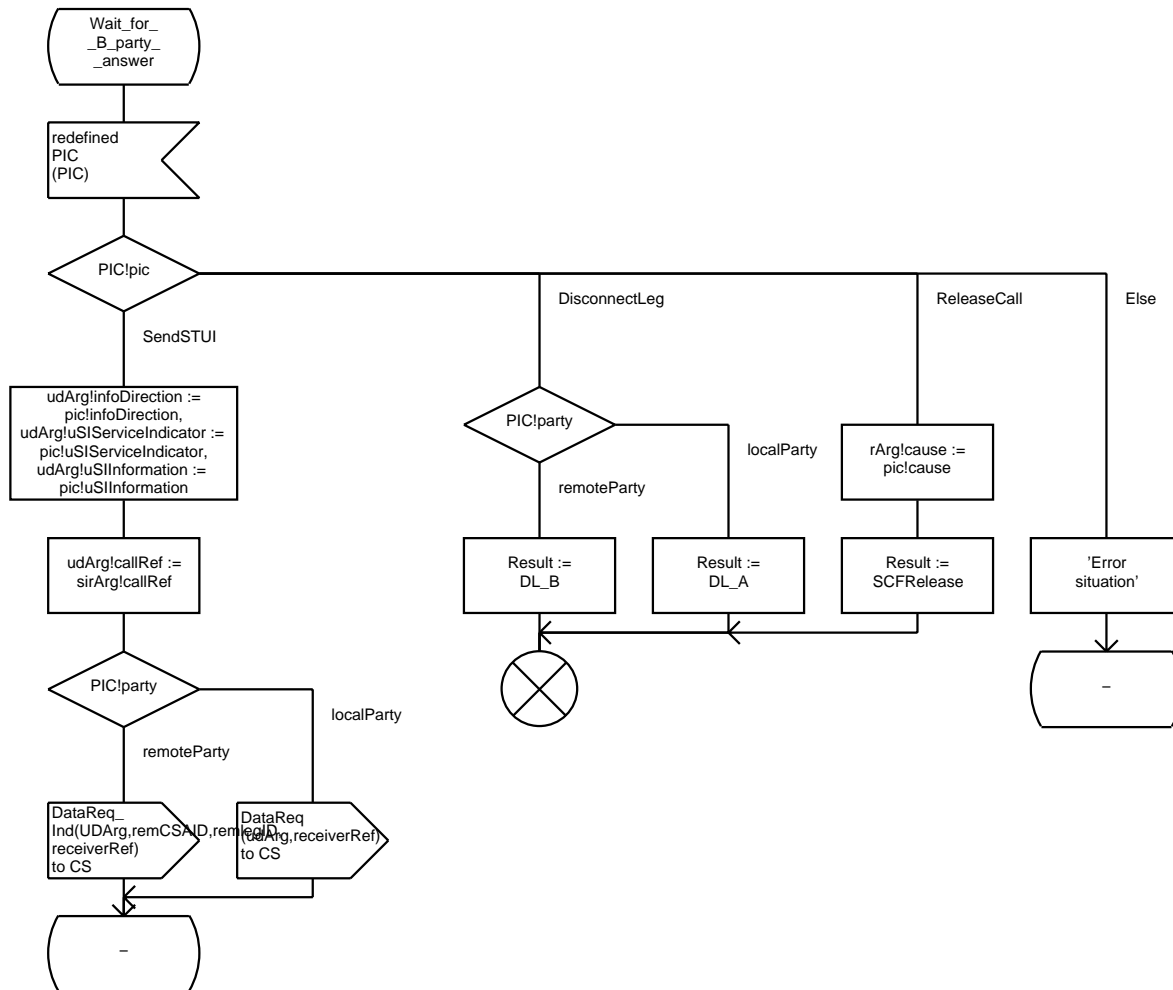 Wait_for_
_B_party_
_answer
redefined
PIC
(PIC)
PIC!pic
DisconnectLeg
ReleaseCall
Else
SendSTUI
udArg!infoDirection :=
pic!infoDirection,
udArg!uSIServiceIndicator :=
pic!uSIServiceIndicator,
udArg!uSIInformation :=
pic!uSIInformation
PIC!party
localParty
remoteParty
rArg!cause :=
pic!cause
udArg!callRef :=
sirArg!callRef
Result :=
DL_B
Result :=
DL_A
Result :=
SCFRelease
'Error
situation'
PIC!party
localParty
remoteParty
–
DataReq_
Ind(UDArg,remCSAID,remlegID,
receiverRef)
to CS
DataReq
(udArg,receiverRef)
to CS
–